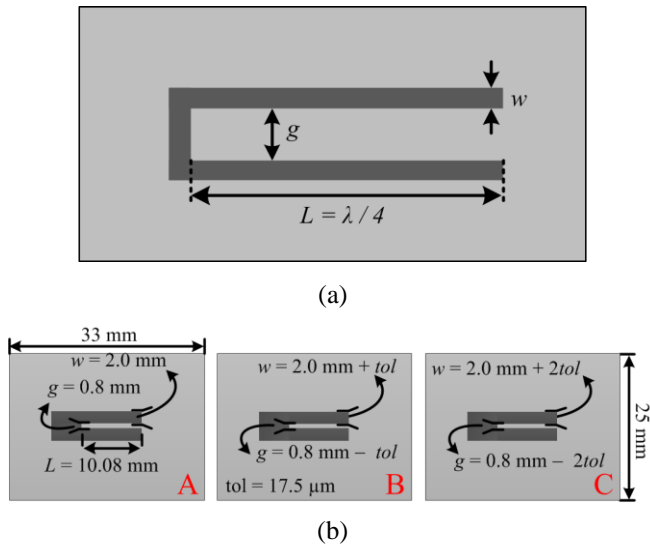 w
g
L = λ / 4
(a)
33 mm
w = 2.0 mm
g = 0.8 mm
L = 10.08 mm
A
w = 2.0 mm + tol
g = 0.8 mm – tol
tol = 17.5 µm
B
w = 2.0 mm + 2tol
g = 0.8 mm – 2tol
C
25 mm
(b)